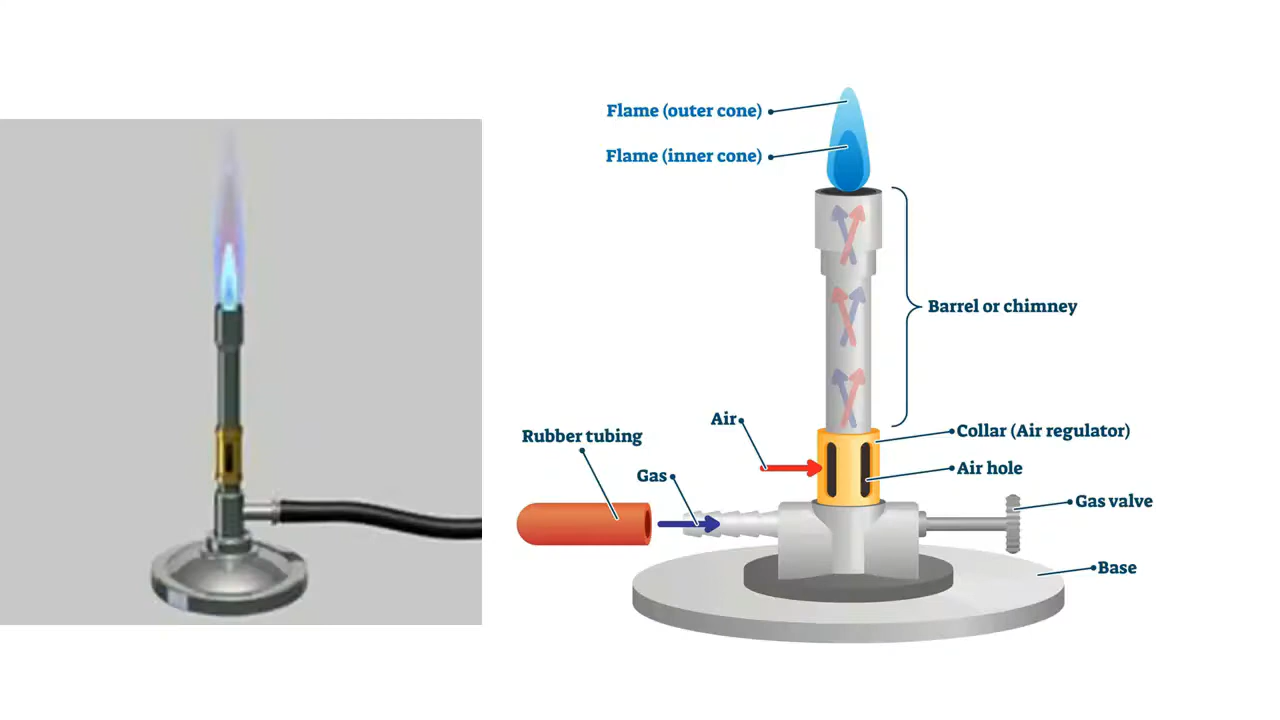 Flame (outer cone)
Flame (inner cone)
Barrel or chimney
Air
Collar (Air regulator)
Rubber tubing
Air hole
Gas
Gas valve
Base